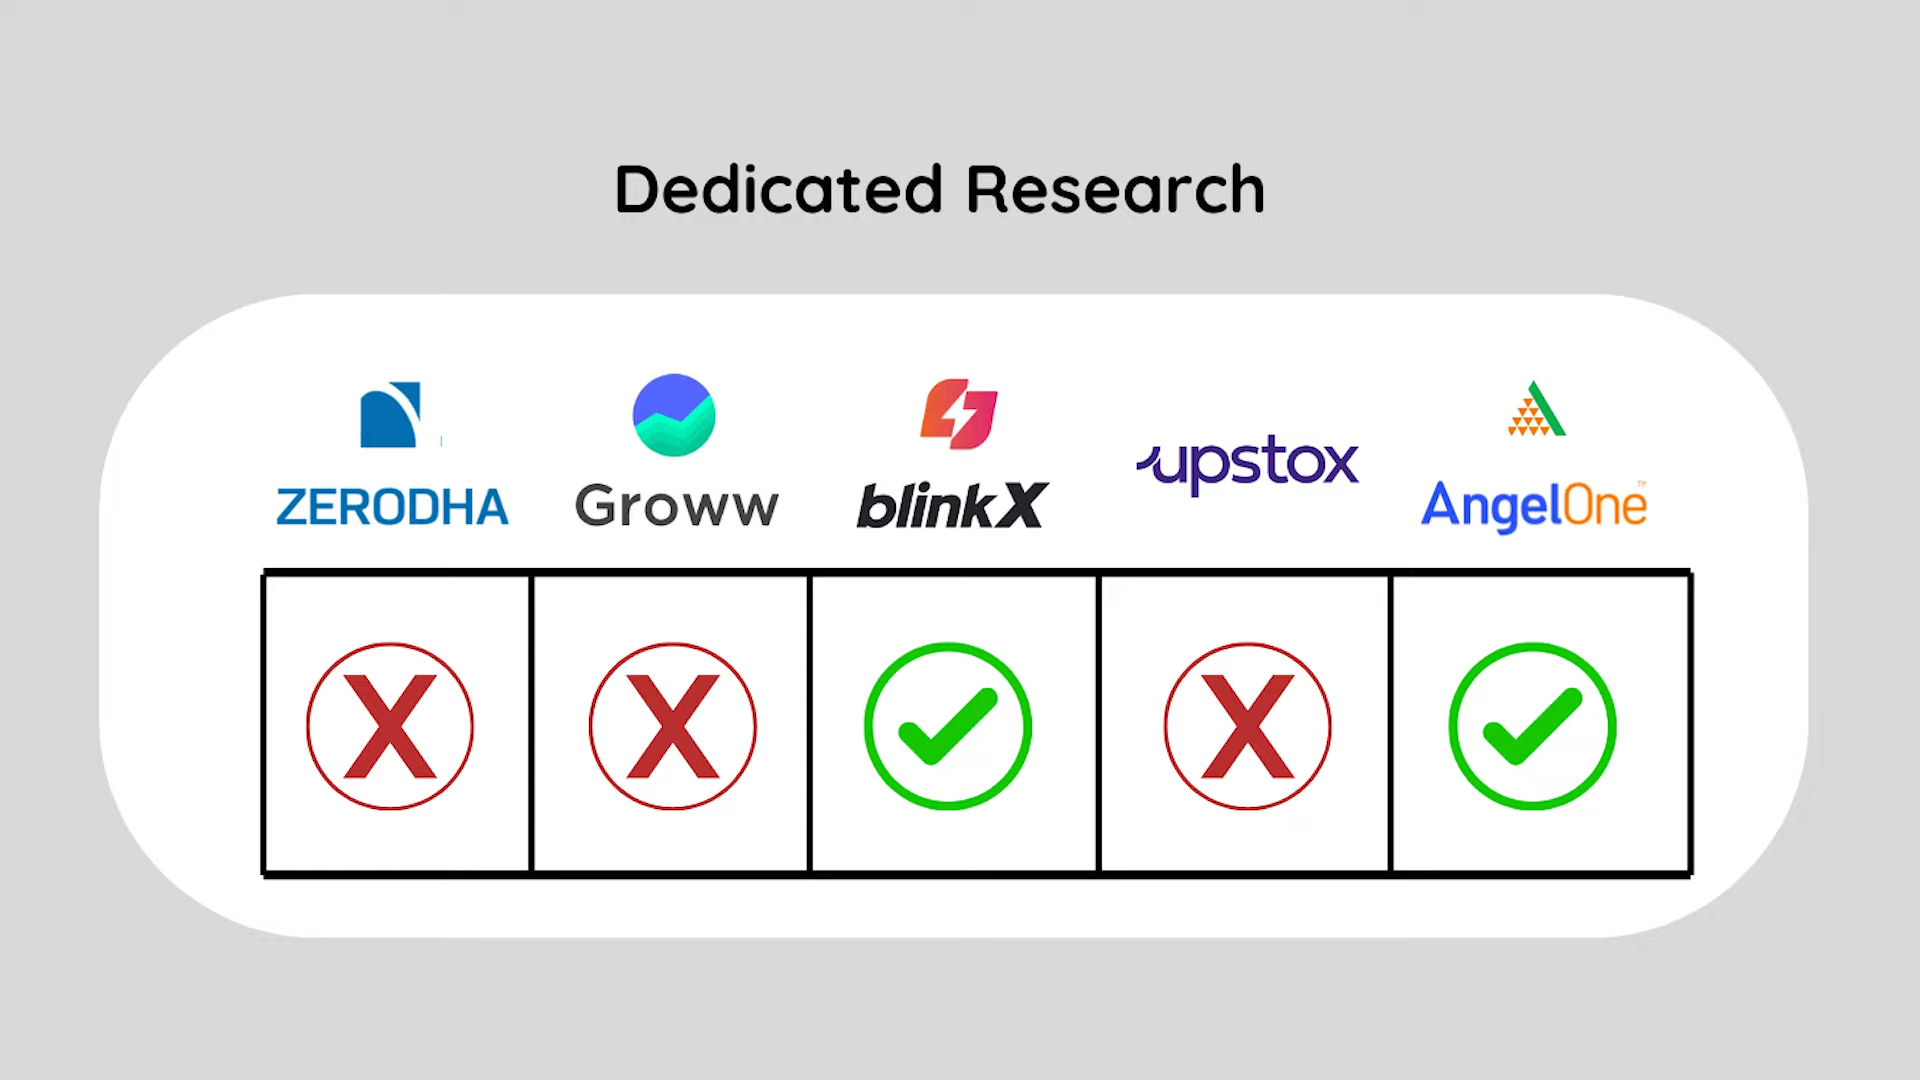 Dedicated Research
ZERODHA
Groww
blinkX
upstox
AngelOne
X
X
X